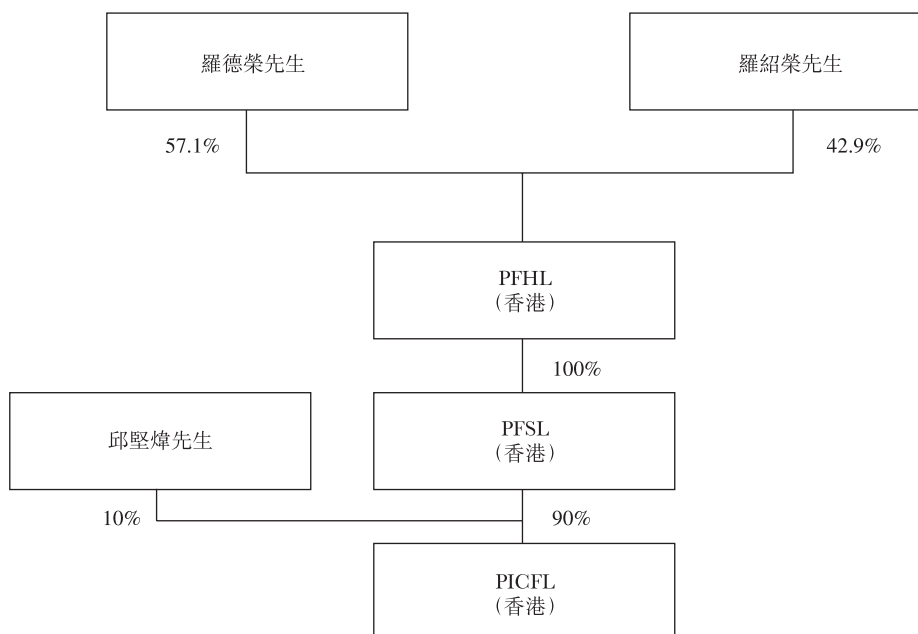 羅德榮先生
羅紹榮先生
57.1%
42.9%
PFHL
（香港）
100%
邱堅煒先生
PFSL
（香港）
10%
90%
PICFL
（香港）